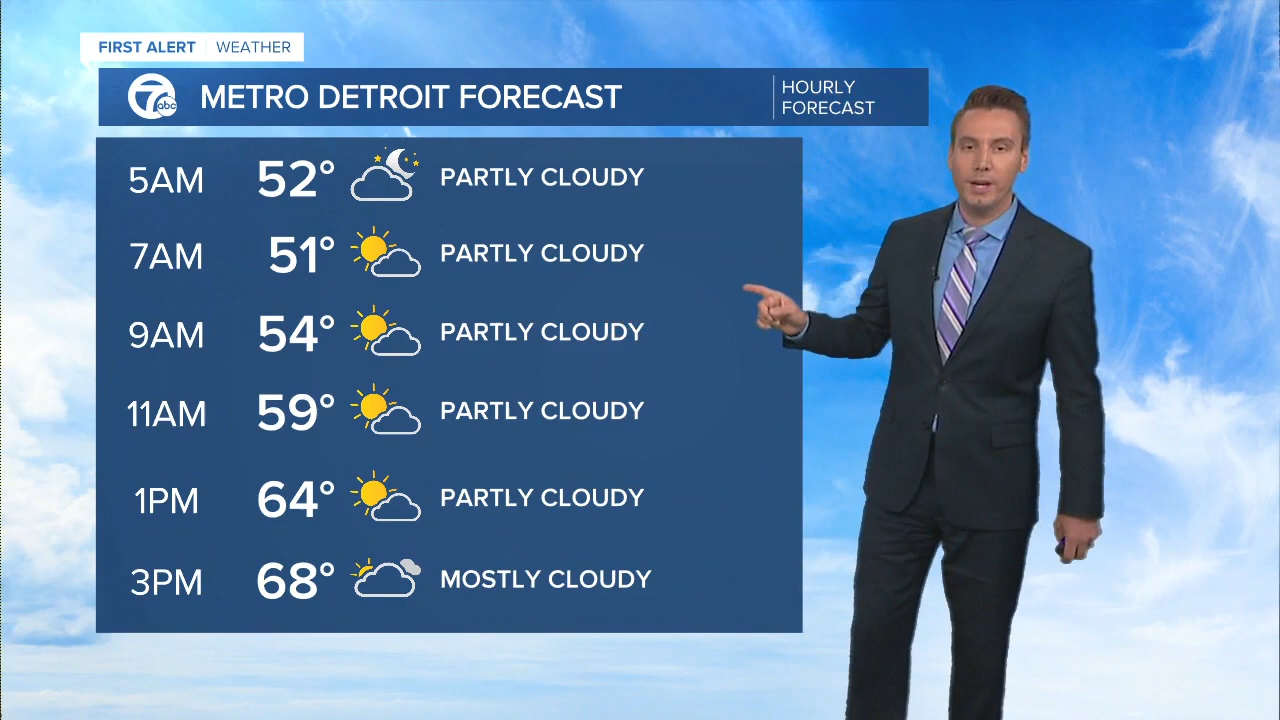 FIRST ALERT WEATHER
7 abc METRO DETROIT FORECAST
HOURLY
FORECAST
5AM 52° PARTLY CLOUDY
7AM 51° PARTLY CLOUDY
9AM 54° PARTLY CLOUDY
11AM 59° PARTLY CLOUDY
1PM 64° PARTLY CLOUDY
3PM 68° MOSTLY CLOUDY